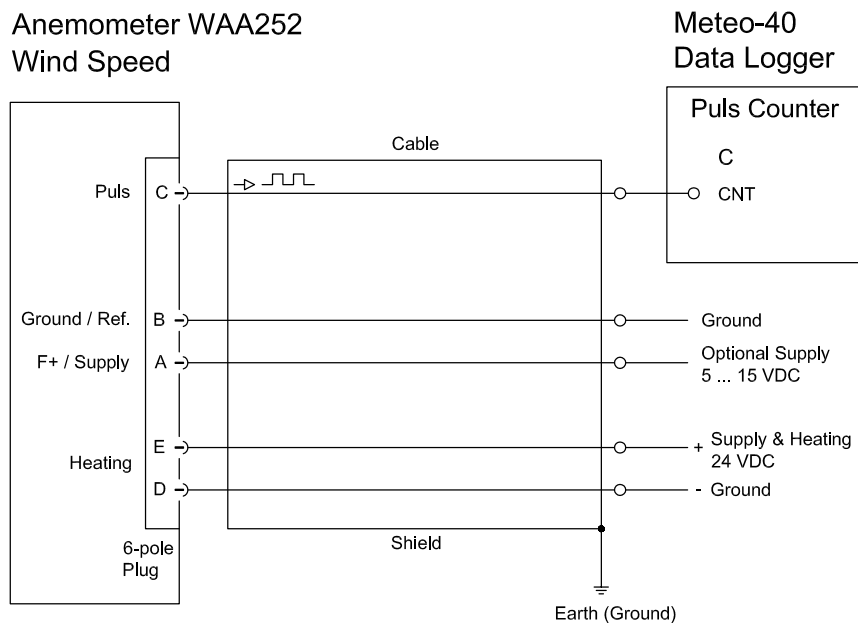 Anemometer WAA252
Wind Speed
Meteo-40
Data Logger
Puls Counter
Cable
C
Puls
C
CNT
Ground / Ref.
B
Ground
F+ / Supply
A
Optional Supply
5 ... 15 VDC
E
+ Supply & Heating
24 VDC
Heating
D
- Ground
6-pole
Plug
Shield
Earth (Ground)